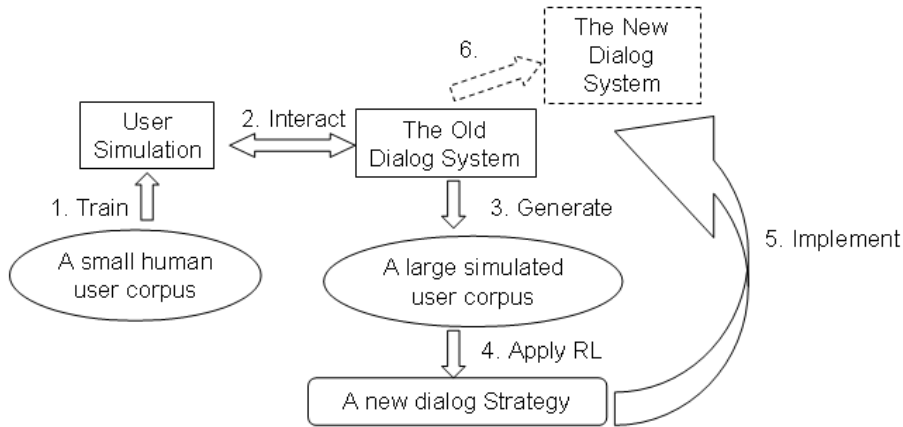 6.
The New
Dialog
System
User
Simulation
2. Interact
The Old
Dialog System
1. Train
3. Generate
A small human
user corpus
A large simulated
user corpus
5. Implement
4. Apply RL
A new dialog Strategy